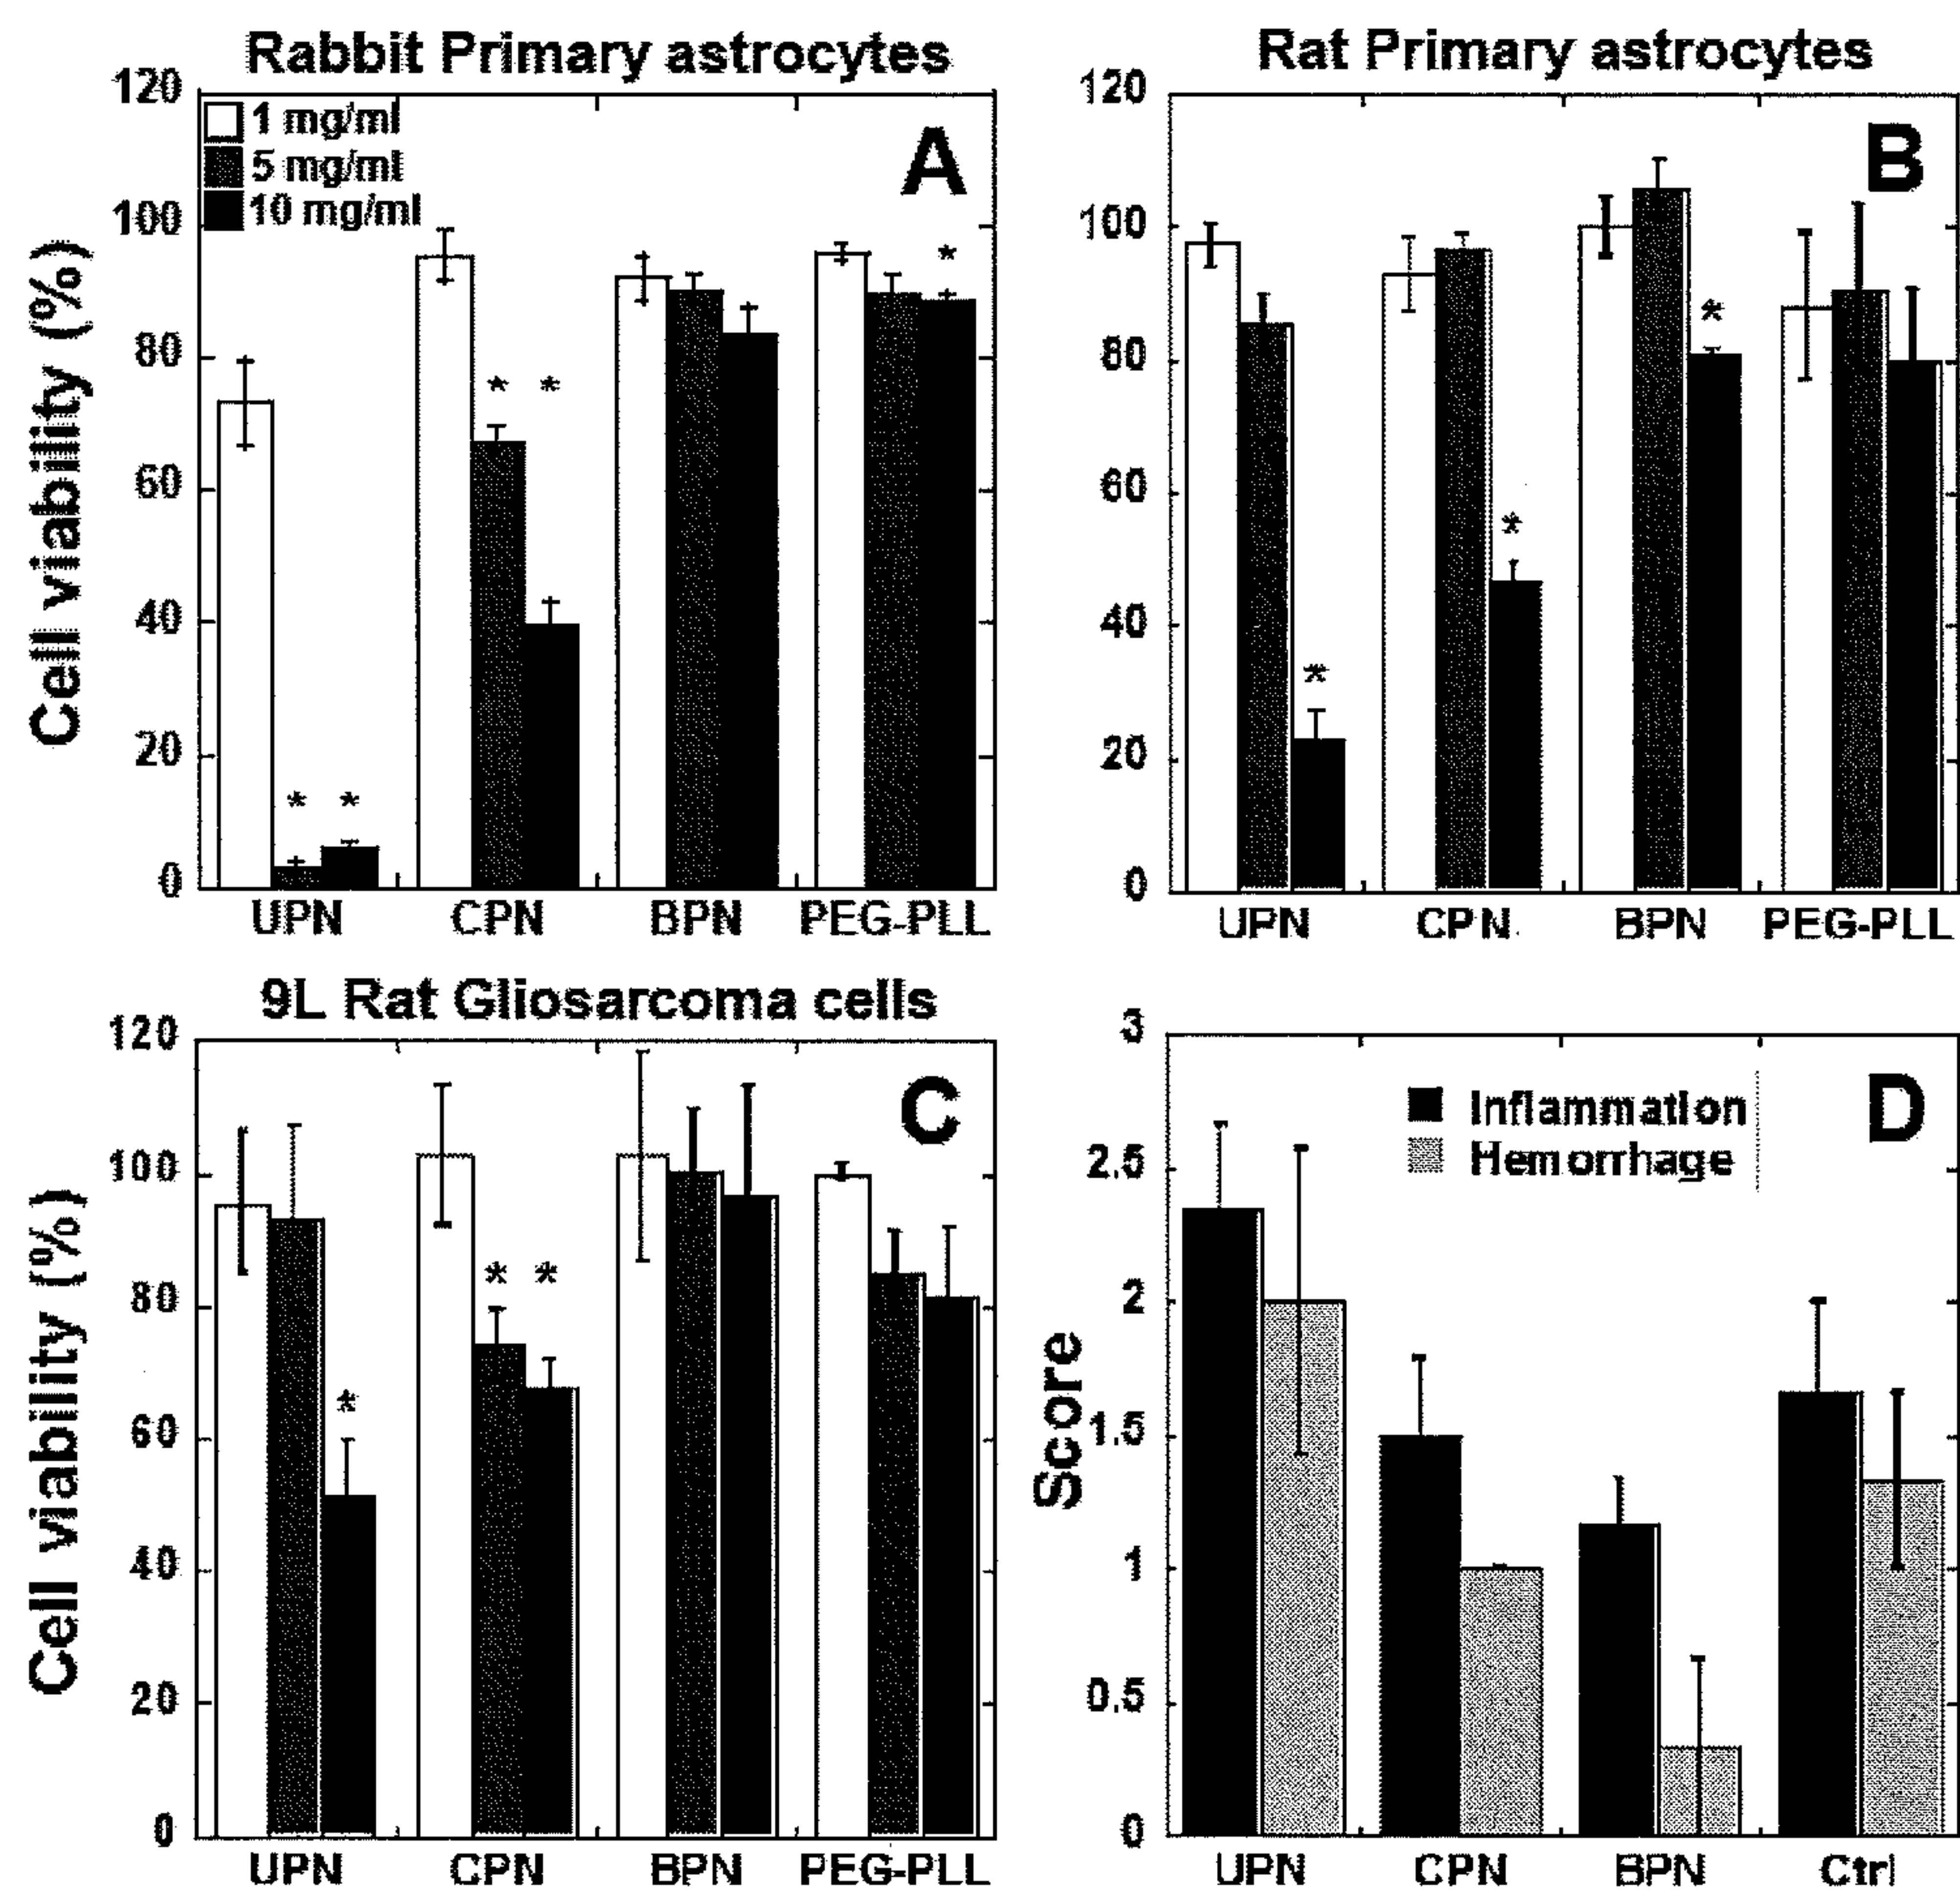 Rabbit Primary astrocytes
Cell viability (%)
120
100
80
60
40
20
0
1 mg/ml
5 mg/ml
10 mg/ml
A
* * * * *
UPN CPN BPN PEG-PLL
Rat Primary astrocytes
120
100
80
60
40
20
0
B
* * *
UPN CPN BPN PEG-PLL
9L Rat Gliosarcoma cells
Cell viability (%)
120
100
80
60
40
20
0
C
* * *
UPN CPN BPN PEG-PLL
Score
3
2.5
2
1.5
1
0.5
0
Inflammation
Hemorrhage
D
UPN CPN BPN Ctrl